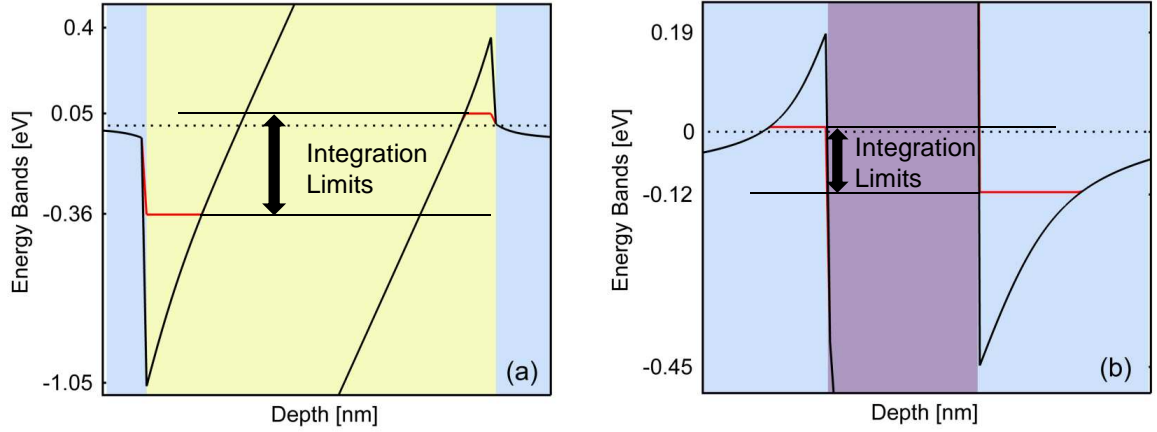 0.4
0.05
-0.36
-1.05
Energy Bands [eV]
Integration
Limits
(a)
Depth [nm]
0.19
0
-0.12
-0.45
Energy Bands [eV]
Integration
Limits
(b)
Depth [nm]